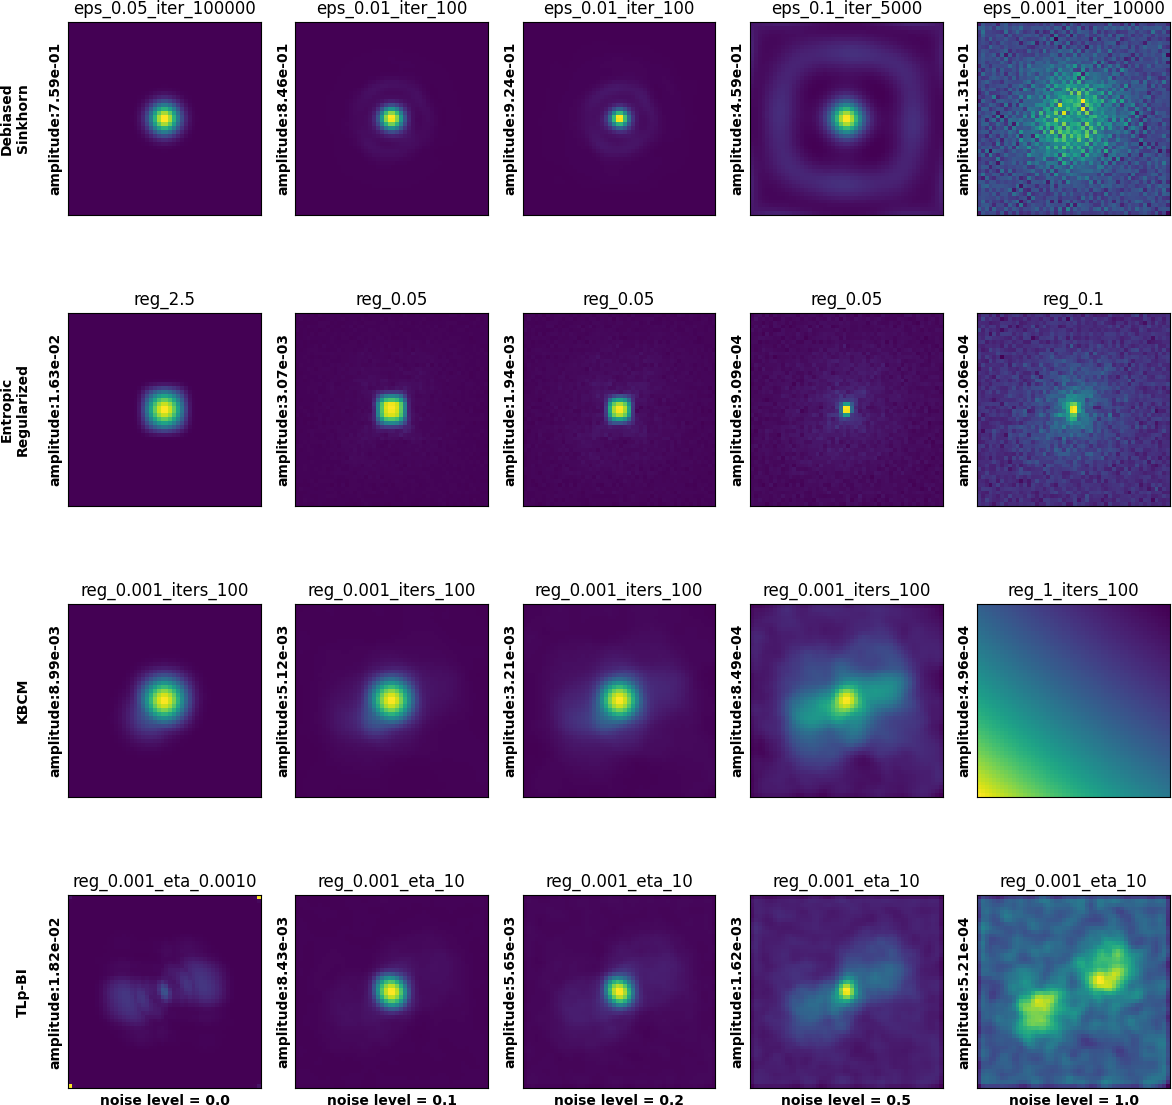 eps_0.05_iter_100000
eps_0.01_iter_100
eps_0.01_iter_100
eps_0.1_iter_5000
eps_0.001_iter_10000
Debiased
Sinkhorn
amplitude:7.59e-01
amplitude:8.46e-01
amplitude:9.24e-01
amplitude:4.59e-01
amplitude:1.31e-01
reg_2.5
reg_0.05
reg_0.05
reg_0.05
reg_0.1
Entropic
Regularized
amplitude:1.63e-02
amplitude:3.07e-03
amplitude:1.94e-03
amplitude:9.09e-04
amplitude:2.06e-04
reg_0.001_iters_100
reg_0.001_iters_100
reg_0.001_iters_100
reg_0.001_iters_100
reg_1_iters_100
KBCM
amplitude:8.99e-03
amplitude:5.12e-03
amplitude:3.21e-03
amplitude:8.49e-04
amplitude:4.96e-04
reg_0.001_eta_0.0010
reg_0.001_eta_10
reg_0.001_eta_10
reg_0.001_eta_10
reg_0.001_eta_10
TLp-BI
amplitude:1.82e-02
amplitude:8.43e-03
amplitude:5.65e-03
amplitude:1.62e-03
amplitude:5.21e-04
noise level = 0.0
noise level = 0.1
noise level = 0.2
noise level = 0.5
noise level = 1.0